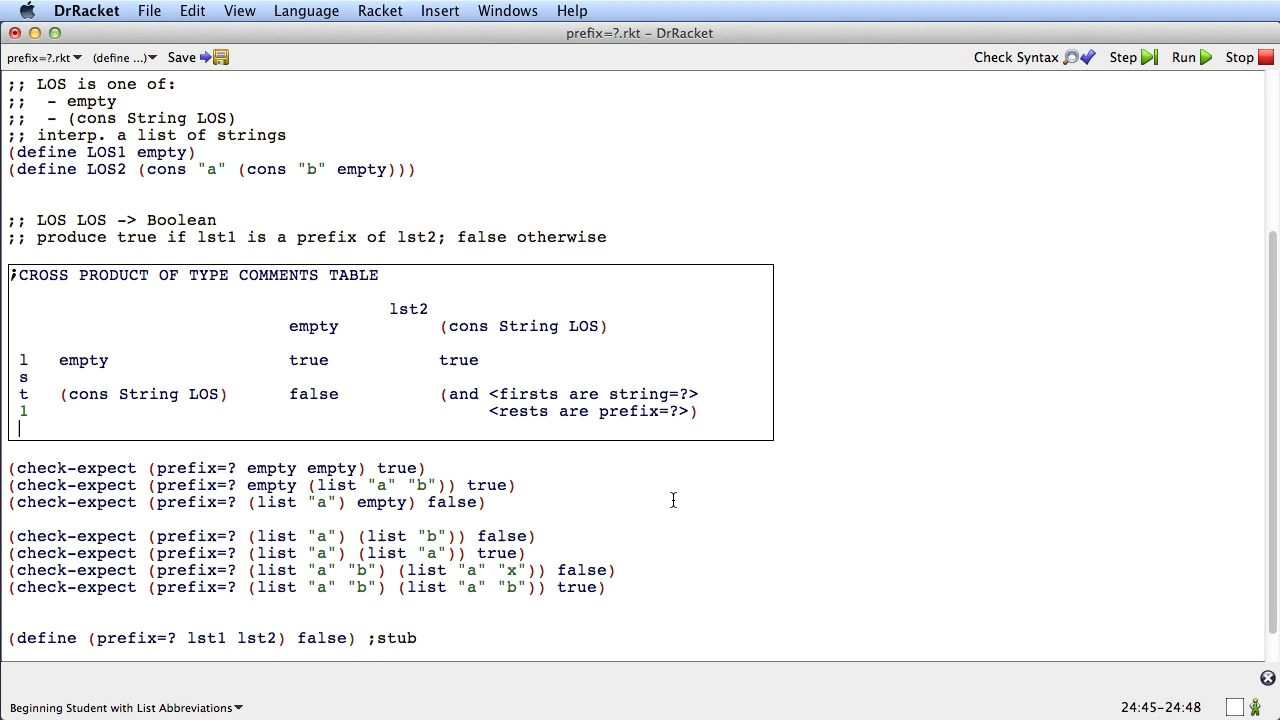 DrRacket File Edit View Language Racket Insert Windows Help
prefix=?.rkt - DrRacket
prefix=?.rkt (define ...) Save Check Syntax Step Run Stop
;; LOS is one of:
;;  - empty
;;  - (cons String LOS)
;; interp. a list of strings
(define LOS1 empty)
(define LOS2 (cons "a" (cons "b" empty)))
;; LOS LOS -> Boolean
;; produce true if lst1 is a prefix of lst2; false otherwise
;CROSS PRODUCT OF TYPE COMMENTS TABLE
lst2
empty (cons String LOS)
l empty true true
s
t (cons String LOS) false (and <firsts are string=?>
1 <rests are prefix=?>)
(check-expect (prefix=? empty empty) true)
(check-expect (prefix=? empty (list "a" "b")) true)
(check-expect (prefix=? (list "a") empty) false)
(check-expect (prefix=? (list "a") (list "b")) false)
(check-expect (prefix=? (list "a") (list "a")) true)
(check-expect (prefix=? (list "a" "b") (list "a" "x")) false)
(check-expect (prefix=? (list "a" "b") (list "a" "b")) true)
(define (prefix=? lst1 lst2) false) ;stub
Beginning Student with List Abbreviations 24:45-24:48